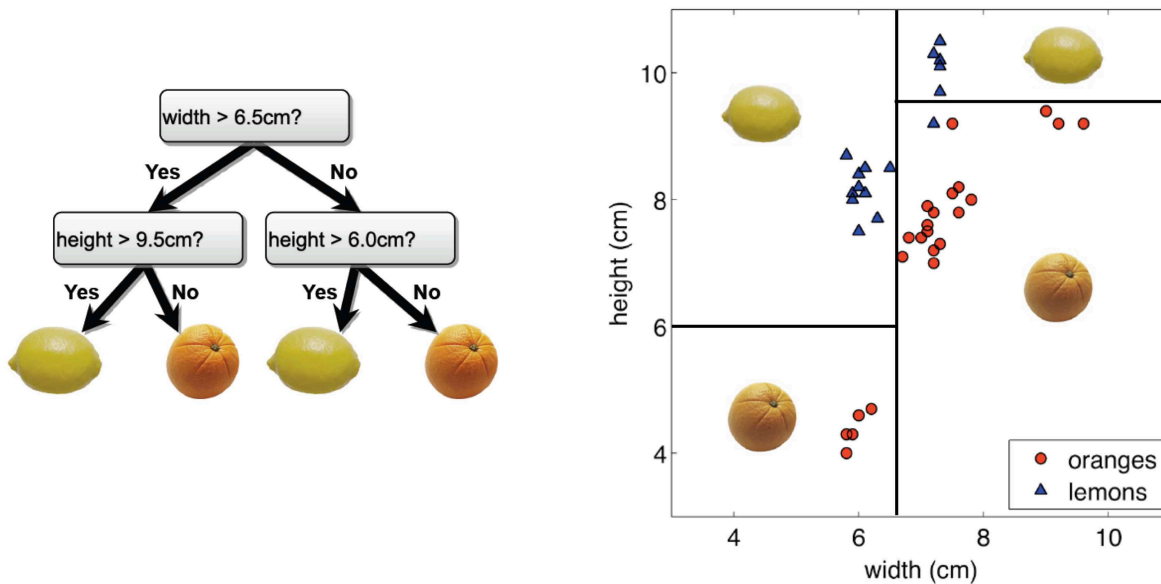 width > 6.5cm?
Yes
No
height > 9.5cm?
height > 6.0cm?
Yes
No
Yes
No
height (cm)
10
8
6
4
4
6
8
10
width (cm)
oranges
lemons